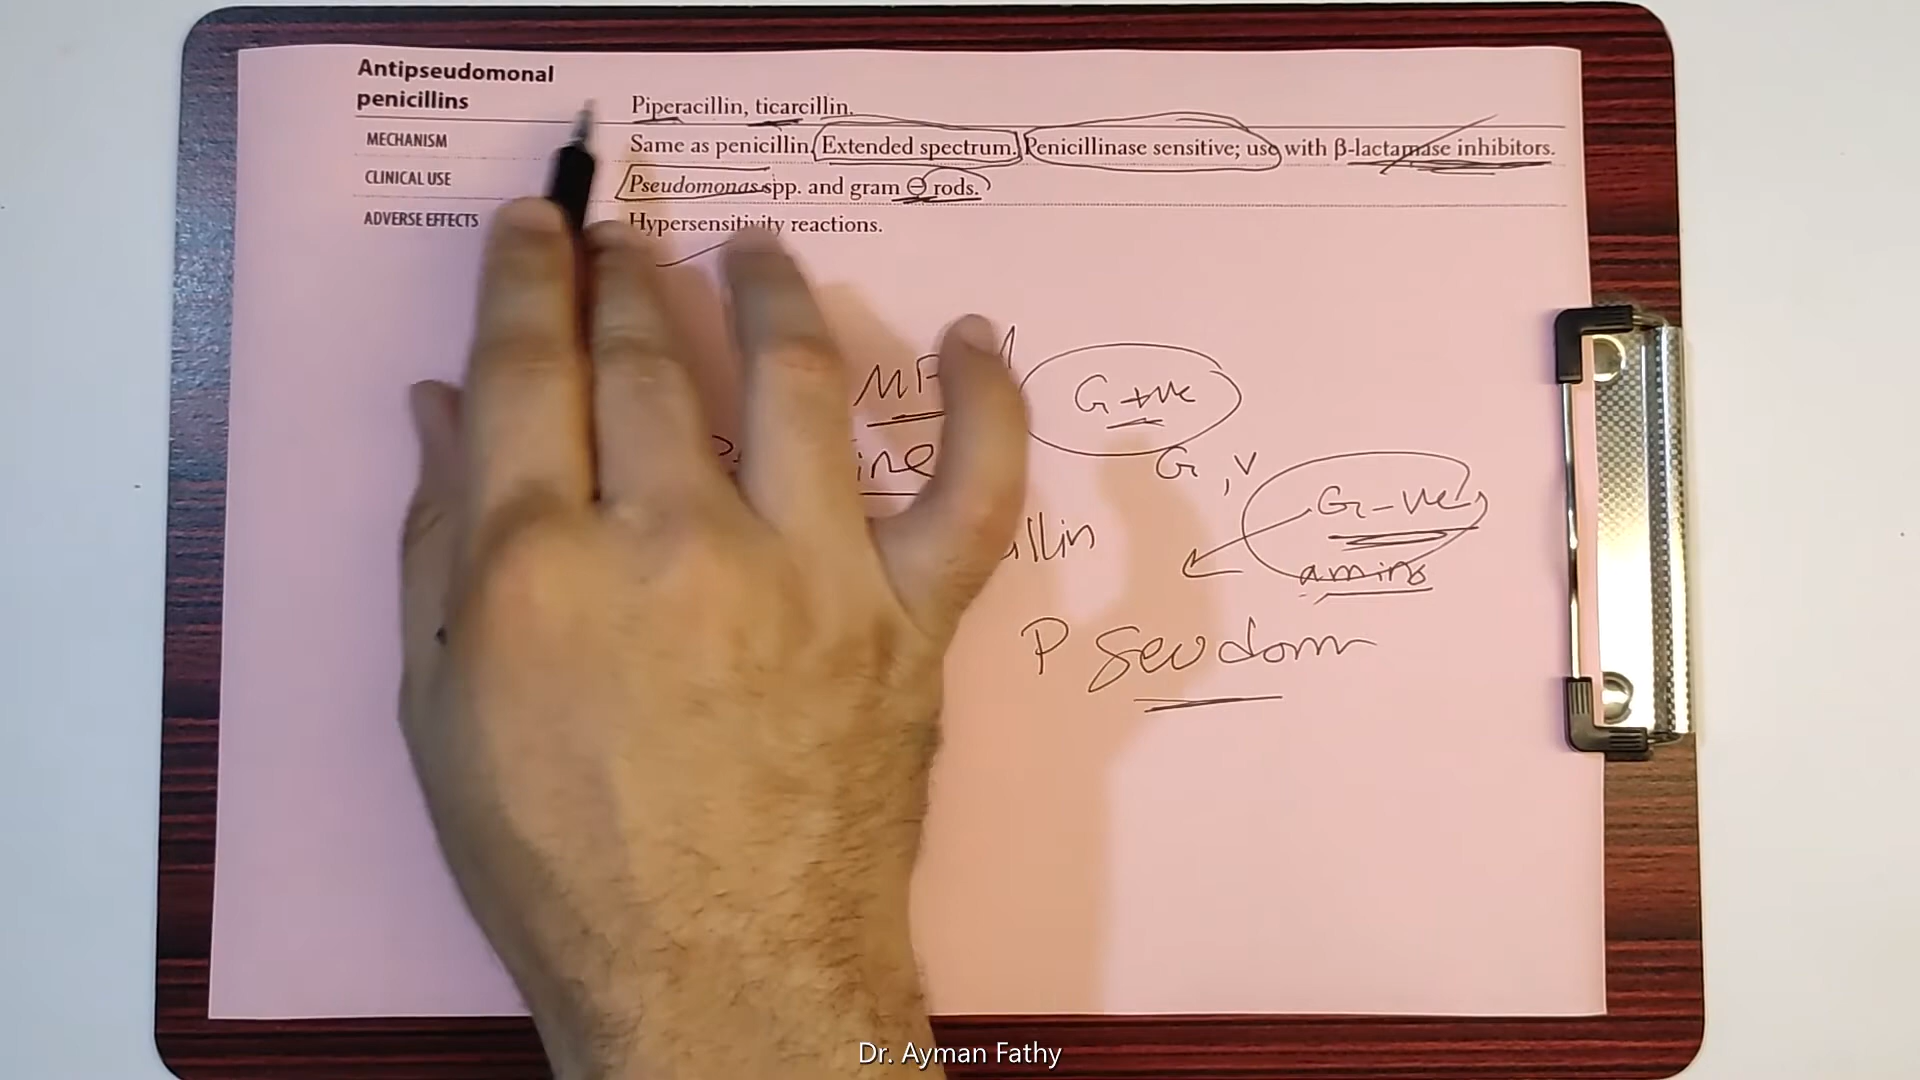 Antipseudomonal
penicillins
Piperacillin, ticarcillin.
MECHANISM
Same as penicillin. Extended spectrum. Penicillinase sensitive; use with β-lactamase inhibitors.
CLINICAL USE
Pseudomonas spp. and gram ⊖ rods.
ADVERSE EFFECTS
Hypersensitivity reactions.
G +ve
G , V
G -ve
amino
Pseudom
Dr. Ayman Fathy